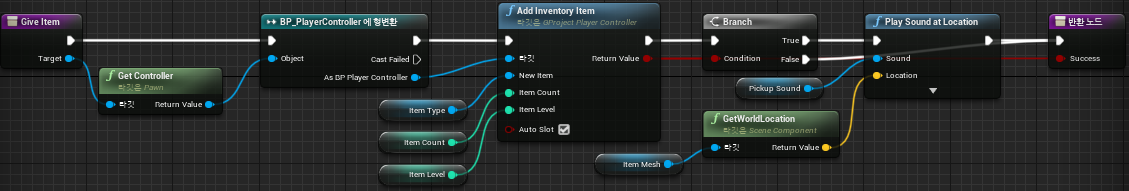 Give Item
Target
Get Controller
타깃은 Pawn
타깃
Return Value
BP_PlayerController 에 형변환
Cast Failed
Object
As BP Player Controller
Item Type
Item Count
Item Level
Add Inventory Item
타깃은 GProject Player Controller
타깃
Return Value
New Item
Item Count
Item Level
Auto Slot
Branch
True
Condition
False
Pickup Sound
GetWorldLocation
타깃은 Scene Component
타깃
Return Value
Item Mesh
Play Sound at Location
Sound
Location
반환 노드
Success